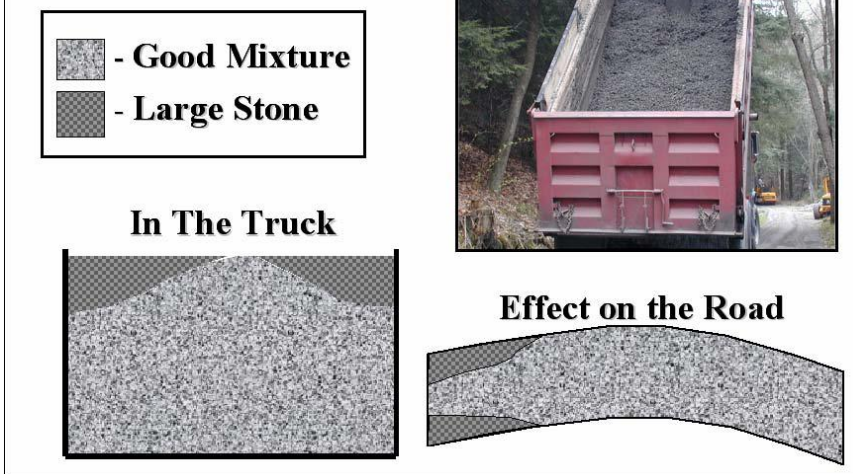 - Good Mixture
- Large Stone
In The Truck
Effect on the Road